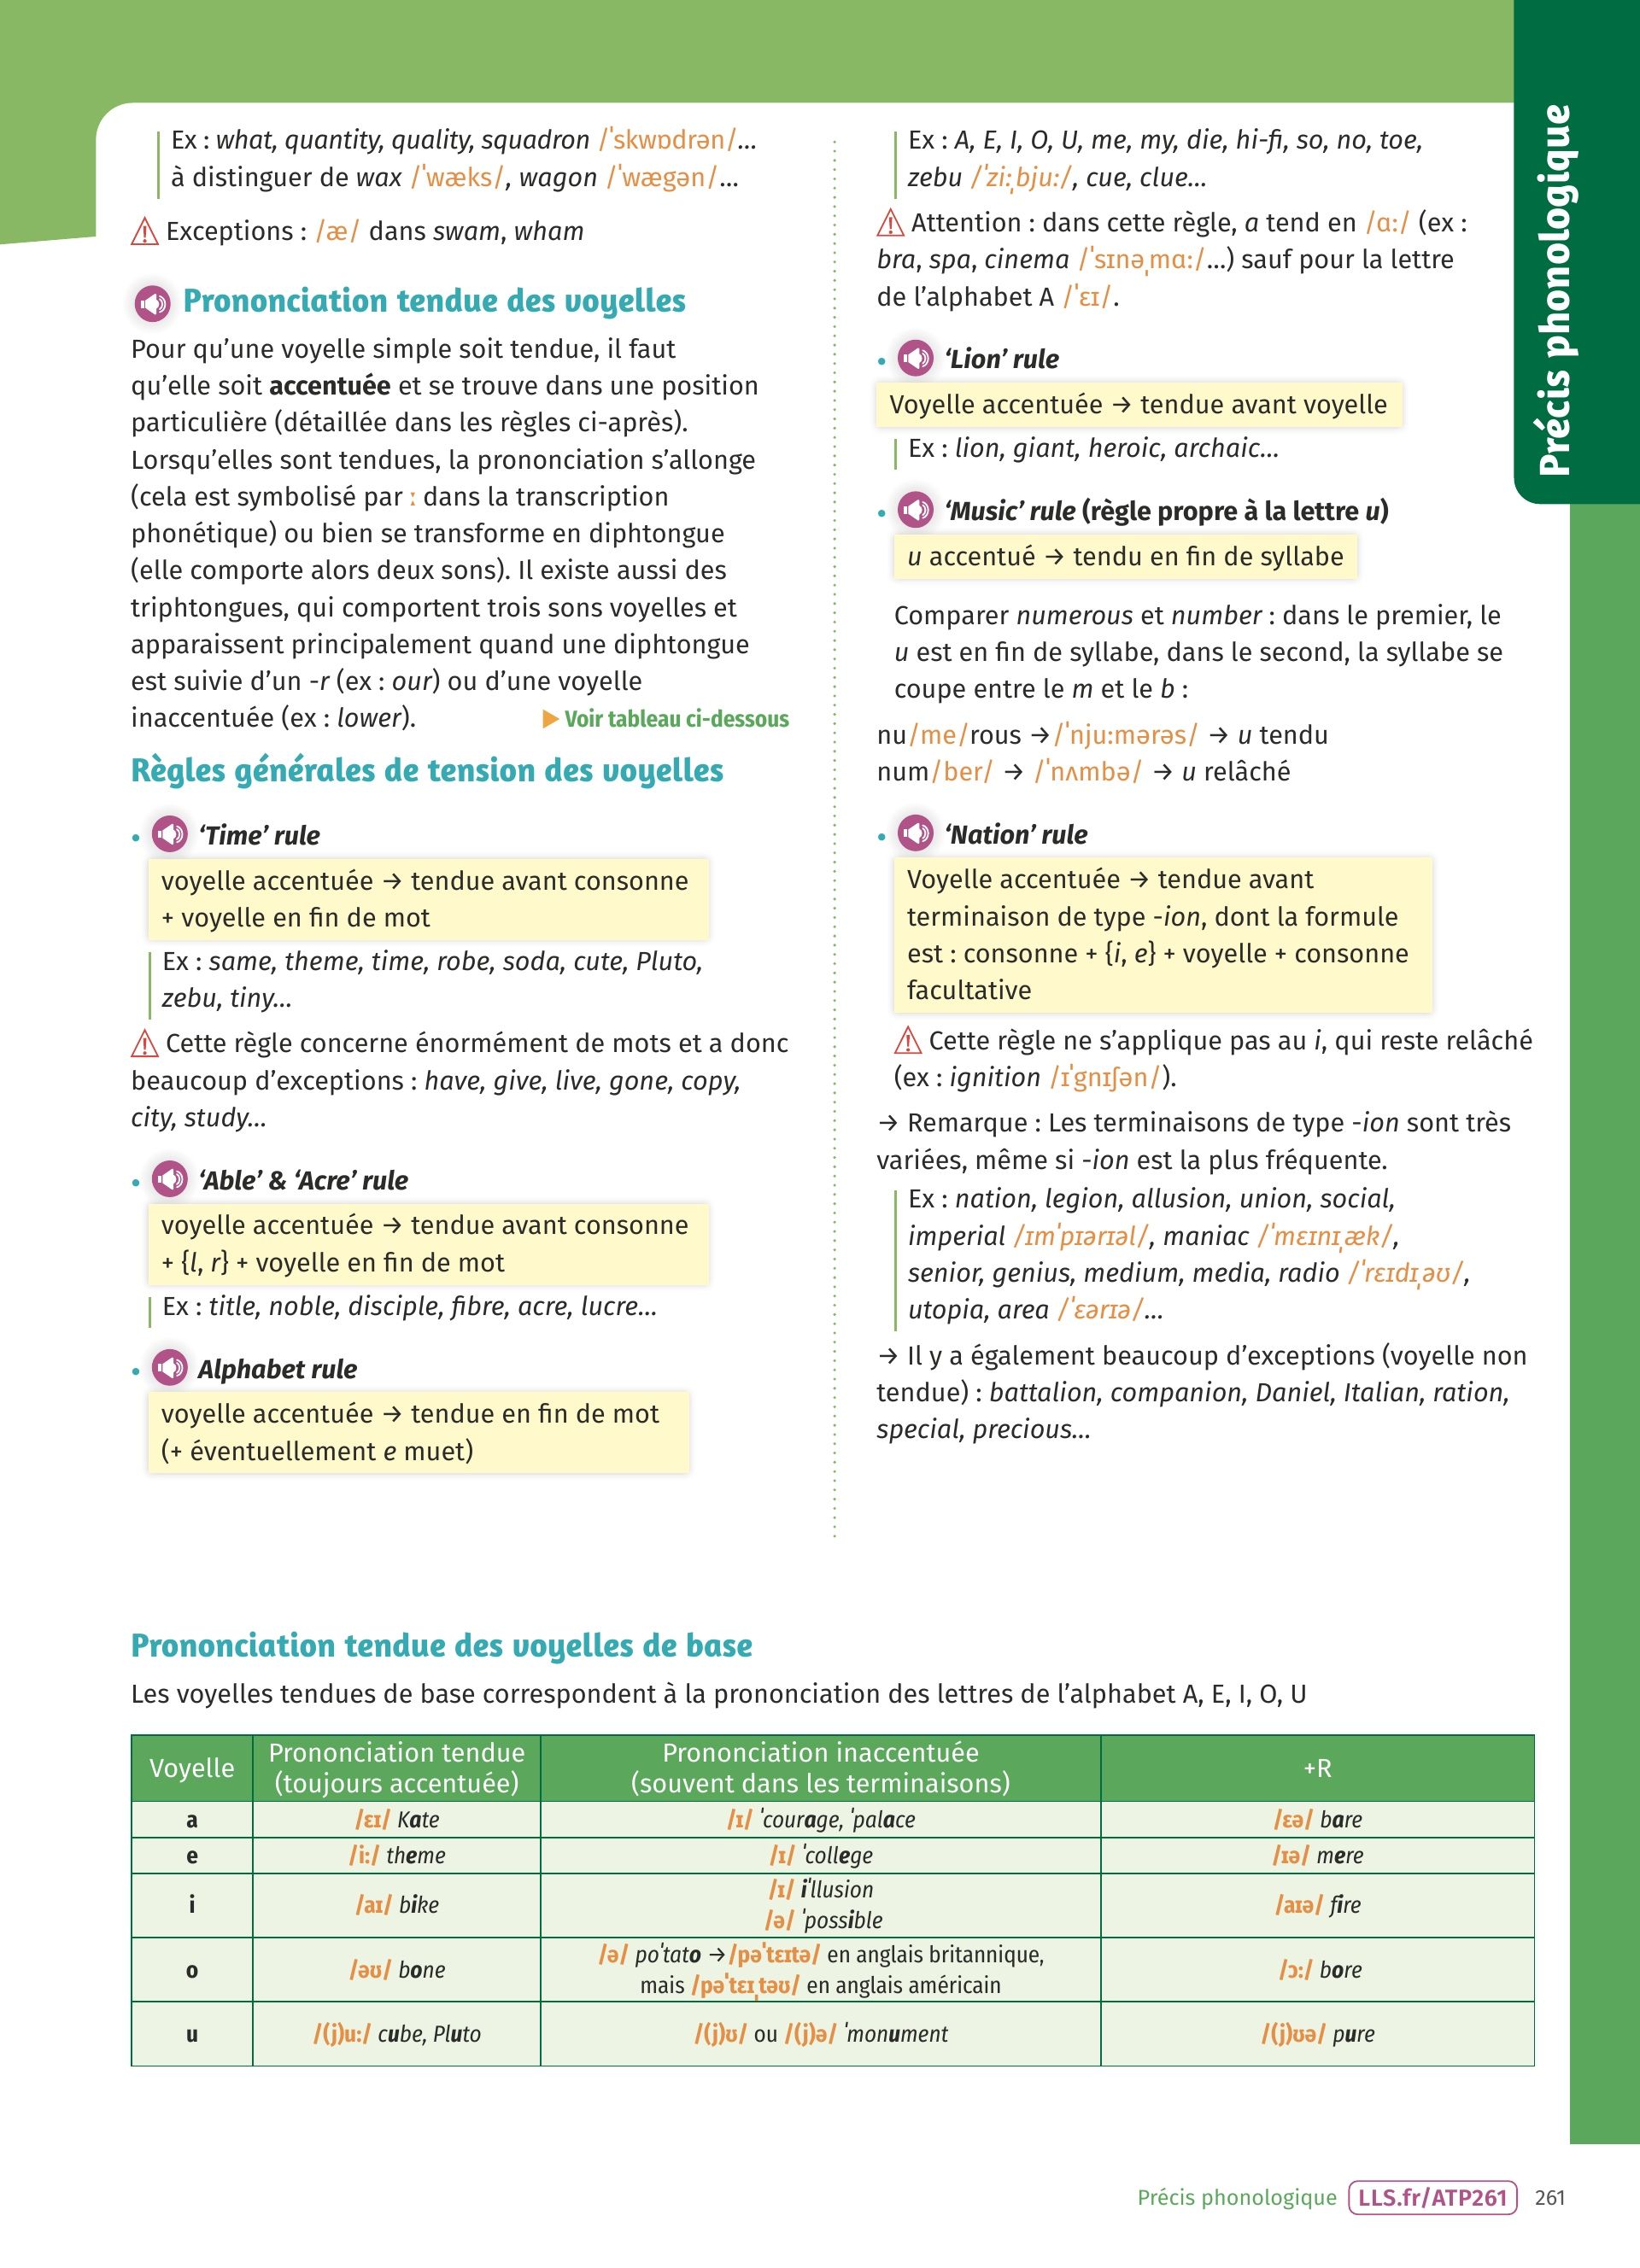 Ex : what, quantity, quality, squadron /ˈskwɒdrən/...
à distinguer de wax /ˈwæks/, wagon /ˈwægən/...
Exceptions : /æ/ dans swam, wham
Prononciation tendue des voyelles
Pour qu’une voyelle simple soit tendue, il faut
qu’elle soit accentuée et se trouve dans une position
particulière (détaillée dans les règles ci-après).
Lorsqu’elles sont tendues, la prononciation s’allonge
(cela est symbolisé par ː dans la transcription
phonétique) ou bien se transforme en diphtongue
(elle comporte alors deux sons). Il existe aussi des
triphtongues, qui comportent trois sons voyelles et
apparaissent principalement quand une diphtongue
est suivie d’un -r (ex : our) ou d’une voyelle
inaccentuée (ex : lower). ▶ Voir tableau ci-dessous
Règles générales de tension des voyelles
• ‘Time’ rule
voyelle accentuée → tendue avant consonne
+ voyelle en fin de mot
Ex : same, theme, time, robe, soda, cute, Pluto,
zebu, tiny...
Cette règle concerne énormément de mots et a donc
beaucoup d’exceptions : have, give, live, gone, copy,
city, study...
• ‘Able’ & ‘Acre’ rule
voyelle accentuée → tendue avant consonne
+ {l, r} + voyelle en fin de mot
Ex : title, noble, disciple, fibre, acre, lucre...
• Alphabet rule
voyelle accentuée → tendue en fin de mot
(+ éventuellement e muet)
Ex : A, E, I, O, U, me, my, die, hi-fi, so, no, toe,
zebu /ˈziːˌbjuː/, cue, clue...
Attention : dans cette règle, a tend en /ɑː/ (ex :
bra, spa, cinema /ˈsɪnəˌmɑː/...) sauf pour la lettre
de l’alphabet A /ˈɛɪ/.
• ‘Lion’ rule
Voyelle accentuée → tendue avant voyelle
Ex : lion, giant, heroic, archaic...
• ‘Music’ rule (règle propre à la lettre u)
u accentué → tendu en fin de syllabe
Comparer numerous et number : dans le premier, le
u est en fin de syllabe, dans le second, la syllabe se
coupe entre le m et le b :
nu/me/rous →/ˈnjuːmərəs/ → u tendu
num/ber/ → /ˈnʌmbə/ → u relâché
• ‘Nation’ rule
Voyelle accentuée → tendue avant
terminaison de type -ion, dont la formule
est : consonne + {i, e} + voyelle + consonne
facultative
Cette règle ne s’applique pas au i, qui reste relâché
(ex : ignition /ɪˈgnɪʃən/).
→ Remarque : Les terminaisons de type -ion sont très
variées, même si -ion est la plus fréquente.
Ex : nation, legion, allusion, union, social,
imperial /ɪmˈpɪərɪəl/, maniac /ˈmɛɪnɪˌæk/,
senior, genius, medium, media, radio /ˈrɛɪdɪˌəʊ/,
utopia, area /ˈɛərɪə/...
→ Il y a également beaucoup d’exceptions (voyelle non
tendue) : battalion, companion, Daniel, Italian, ration,
special, precious...
Précis phonologique
Prononciation tendue des voyelles de base
Les voyelles tendues de base correspondent à la prononciation des lettres de l’alphabet A, E, I, O, U
Voyelle
Prononciation tendue
(toujours accentuée)
Prononciation inaccentuée
(souvent dans les terminaisons)
+R
a /ɛɪ/ Kate /ɪ/ ˈcourage, ˈpalace /ɛə/ bare
e /iː/ theme /ɪ/ ˈcollege /ɪə/ mere
i /aɪ/ bike
/ɪ/ iˈllusion
/ə/ ˈpossible
/aɪə/ fire
o /əʊ/ bone
/ə/ poˈtato →/pəˈtɛɪtə/ en anglais britannique,
mais /pəˈtɛɪˌtəʊ/ en anglais américain
/ɔː/ bore
u /(j)uː/ cube, Pluto /(j)ʊ/ ou /(j)ə/ ˈmonument /(j)ʊə/ pure
Précis phonologique LLS.fr/ATP261 261